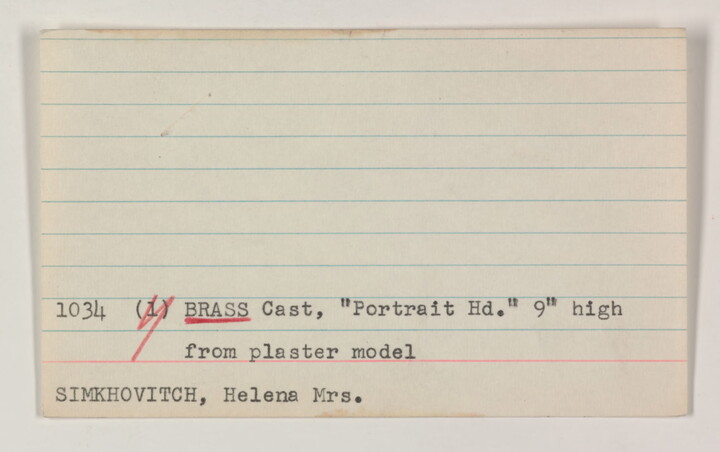 1034 (1) BRASS Cast, "Portrait Hd." 9" high
from plaster model
SIMKHOVITCH, Helena Mrs.